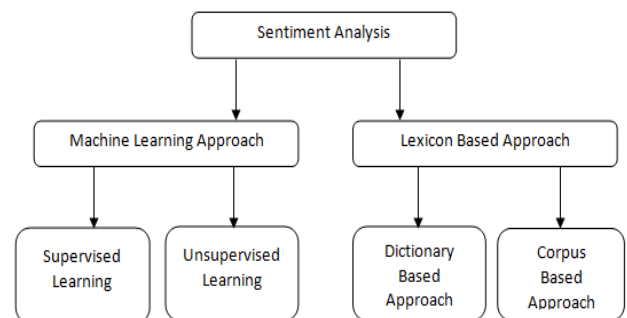 Sentiment Analysis
Machine Learning Approach
Lexicon Based Approach
Supervised
Learning
Unsupervised
Learning
Dictionary
Based
Approach
Corpus
Based
Approach